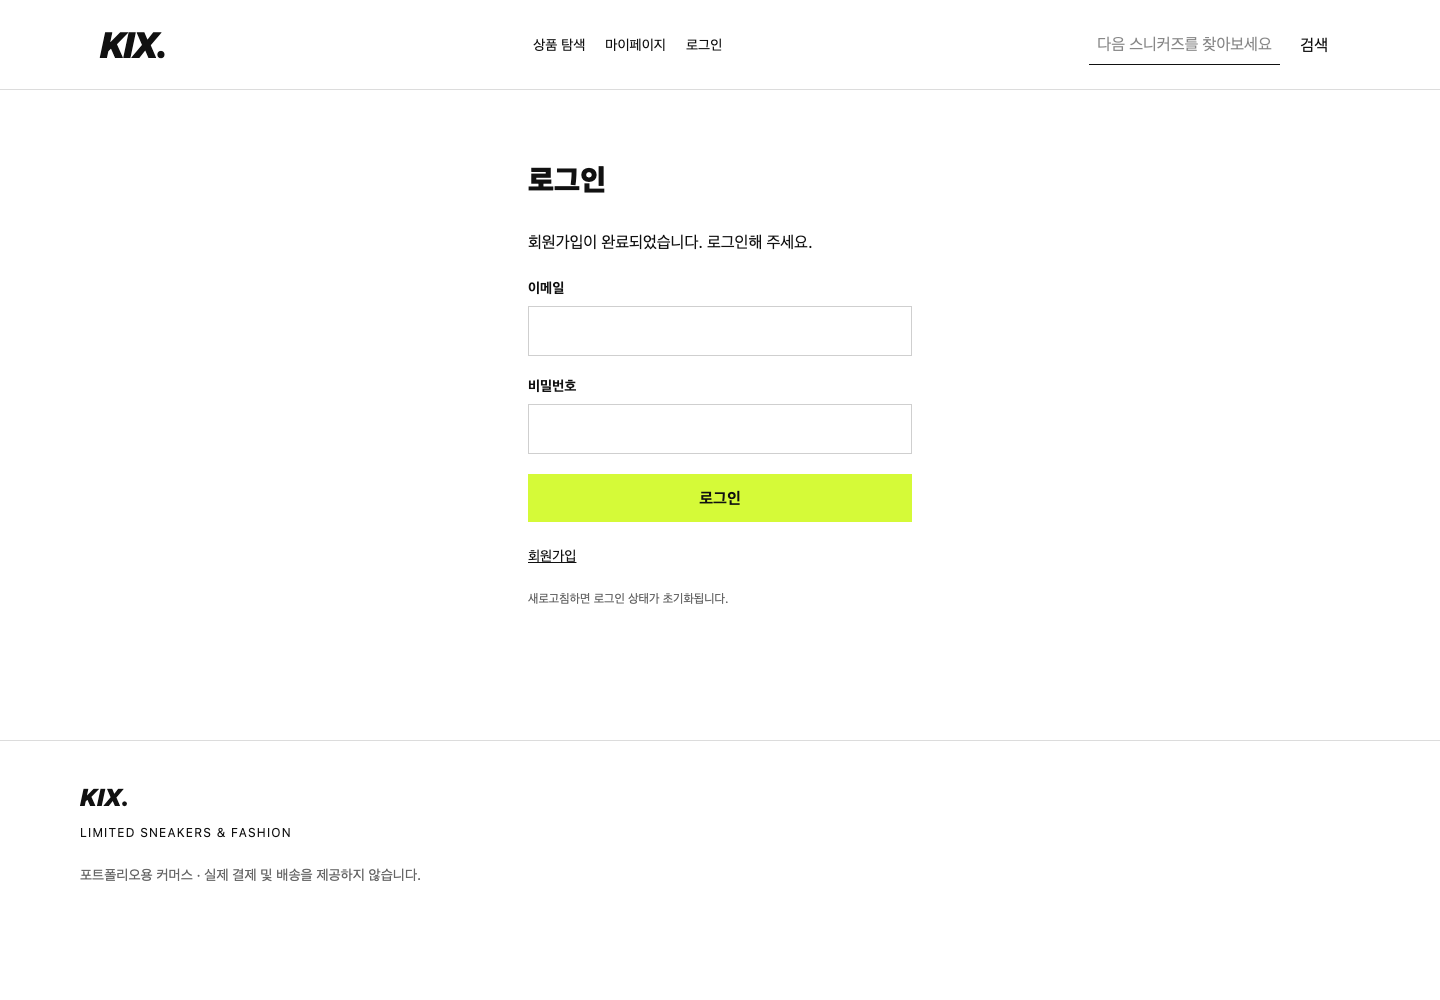 KIX.
상품 탐색 마이페이지 로그인
다음 스니커즈를 찾아보세요 검색
로그인
회원가입이 완료되었습니다. 로그인해 주세요.
이메일
비밀번호
로그인
회원가입
새로고침하면 로그인 상태가 초기화됩니다.
KIX.
LIMITED SNEAKERS & FASHION
포트폴리오용 커머스 · 실제 결제 및 배송을 제공하지 않습니다.